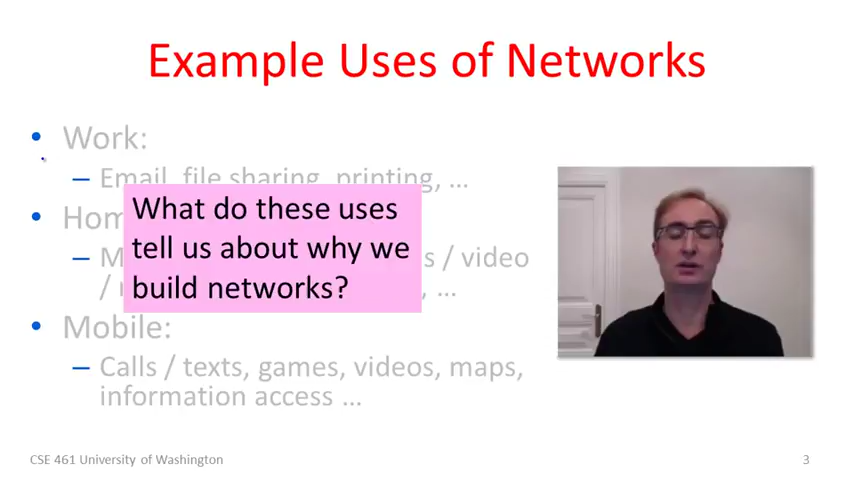 Example Uses of Networks
• Work:
– Email, file sharing, printing, …
• Hom
What do these uses
tell us about why we
build networks?
– M s / video
/ , …
• Mobile:
– Calls / texts, games, videos, maps,
information access …
CSE 461 University of Washington
3